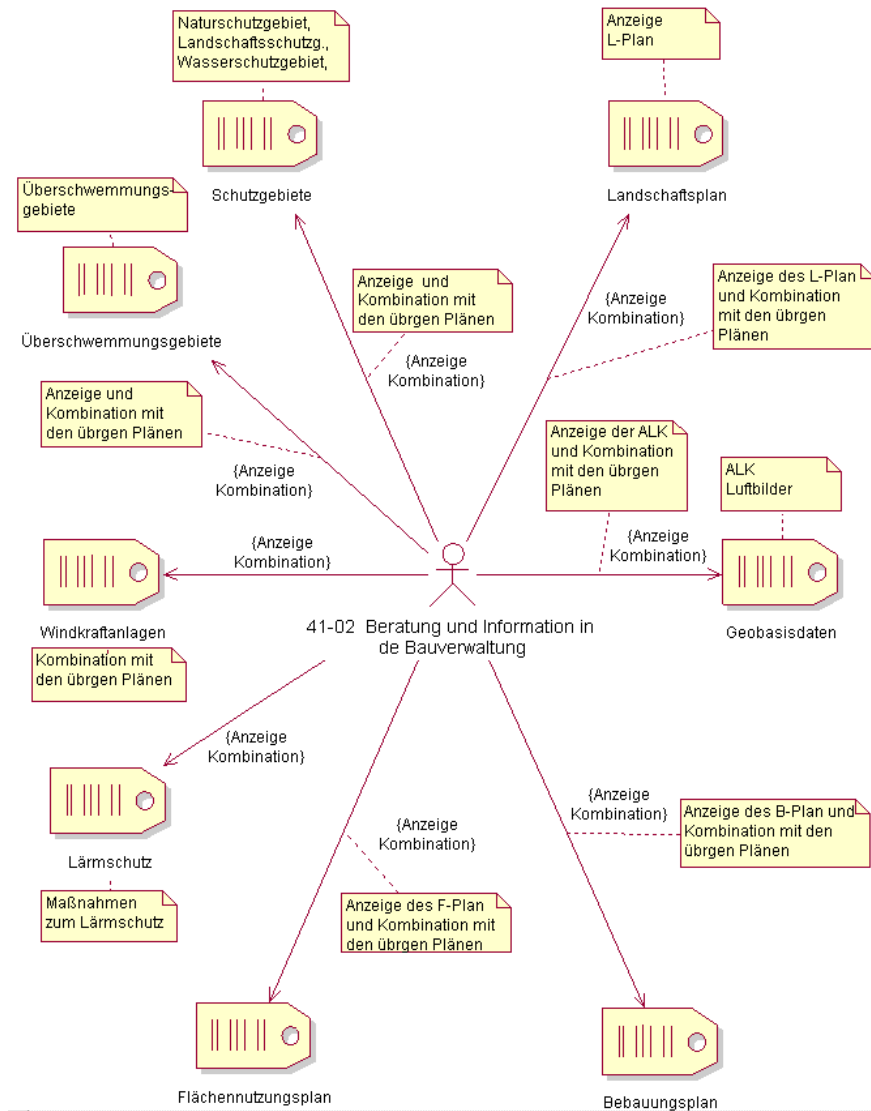 Naturschutzgebiet,
Landschaftsschutzg.,
Wasserschutzgebiet,
Anzeige
L-Plan
Schutzgebiete
Landschaftsplan
Überschwemmungs-
gebiete
Überschwemmungsgebiete
Anzeige und
Kombination mit
den übrgen Plänen
{Anzeige
Kombination}
{Anzeige
Kombination}
Anzeige des L-Plan
und Kombination
mit den übrgen
Plänen
Anzeige und
Kombination mit
den übrgen Plänen
{Anzeige
Kombination}
Anzeige der ALK
und Kombination
mit den übrgen
Plänen
ALK
Luftbilder
{Anzeige
Kombination}
{Anzeige
Kombination}
Windkraftanlagen
Kombination mit
den übrgen Plänen
41-02 Beratung und Information in
de Bauverwaltung
Geobasisdaten
{Anzeige
Kombination}
Lärmschutz
Maßnahmen
zum Lärmschutz
{Anzeige
Kombination}
Anzeige des F-Plan
und Kombination mit
den übrgen Plänen
{Anzeige
Kombination}
Anzeige des B-Plan und
Kombination mit den
übrgen Plänen
Flächennutzungsplan
Bebauungsplan